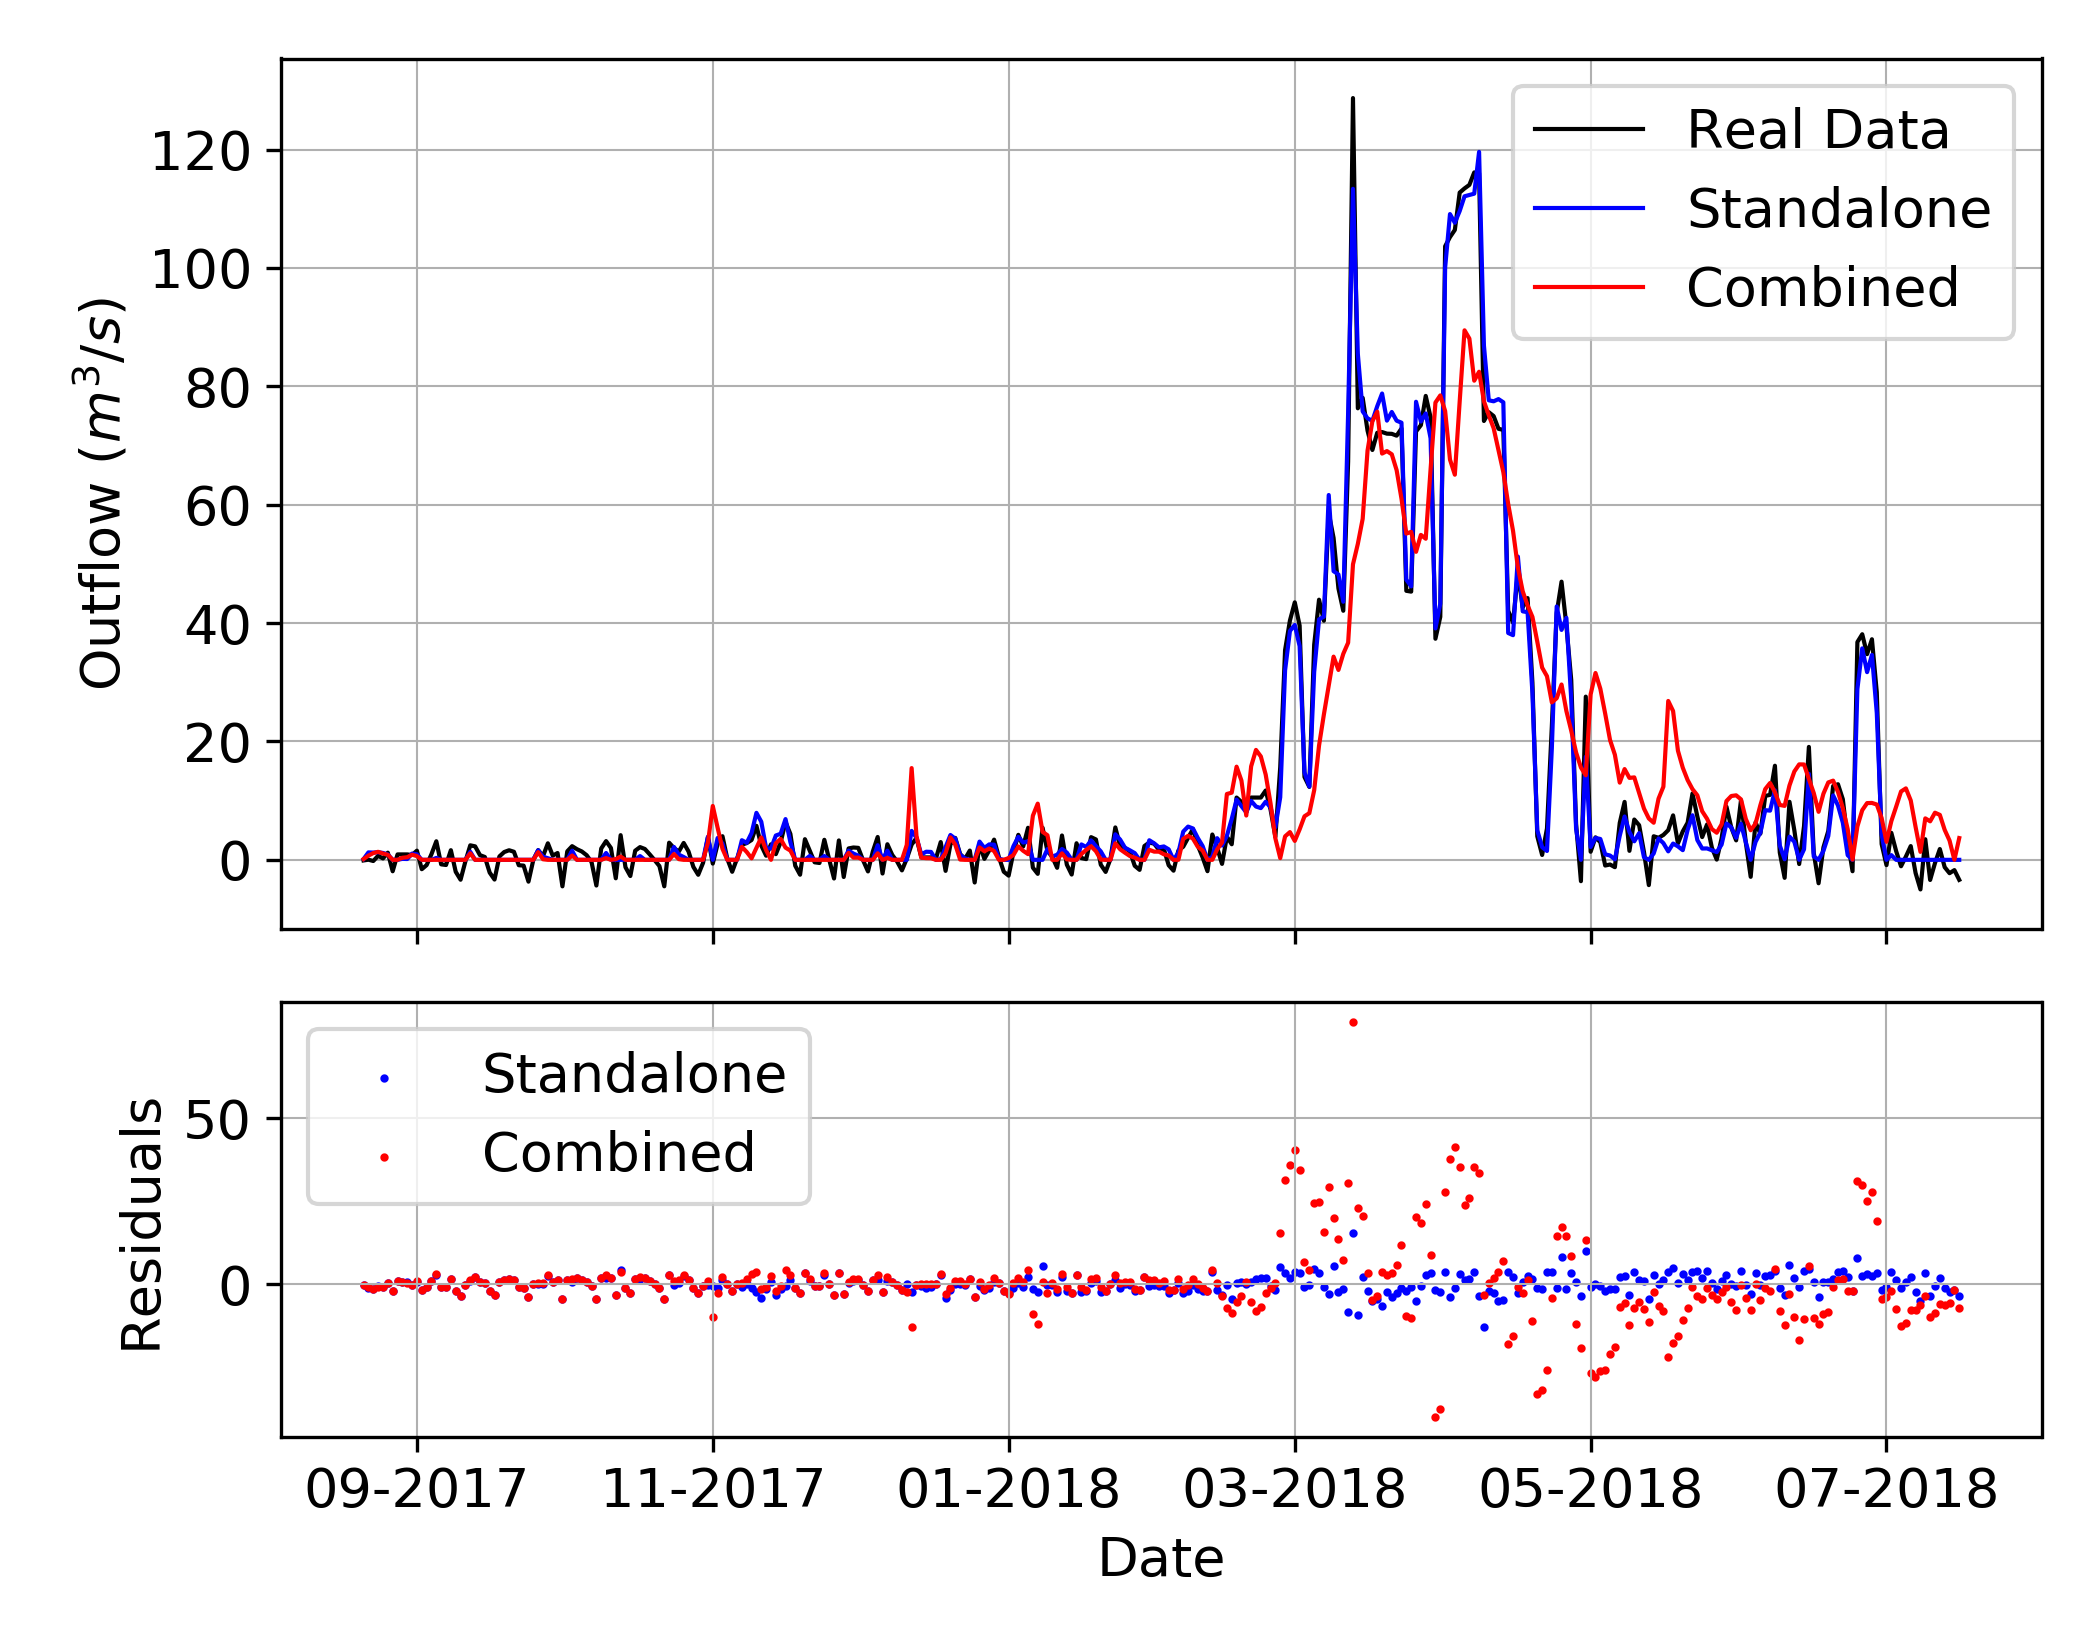 120
100
80
60
40
20
0
Outflow (m³/s)
Real Data
Standalone
Combined
50
0
Residuals
Standalone
Combined
09-2017 11-2017 01-2018 03-2018 05-2018 07-2018
Date